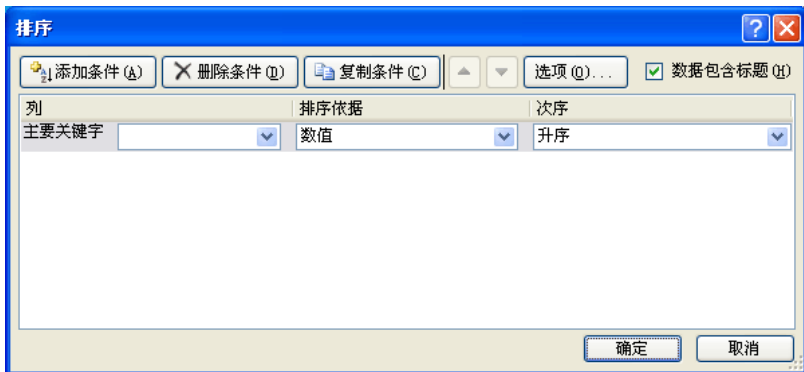 排序
添加条件(A) 删除条件(D) 复制条件(C) 选项(O)... 数据包含标题(H)
列 排序依据 次序
主要关键字 数值 升序
确定 取消